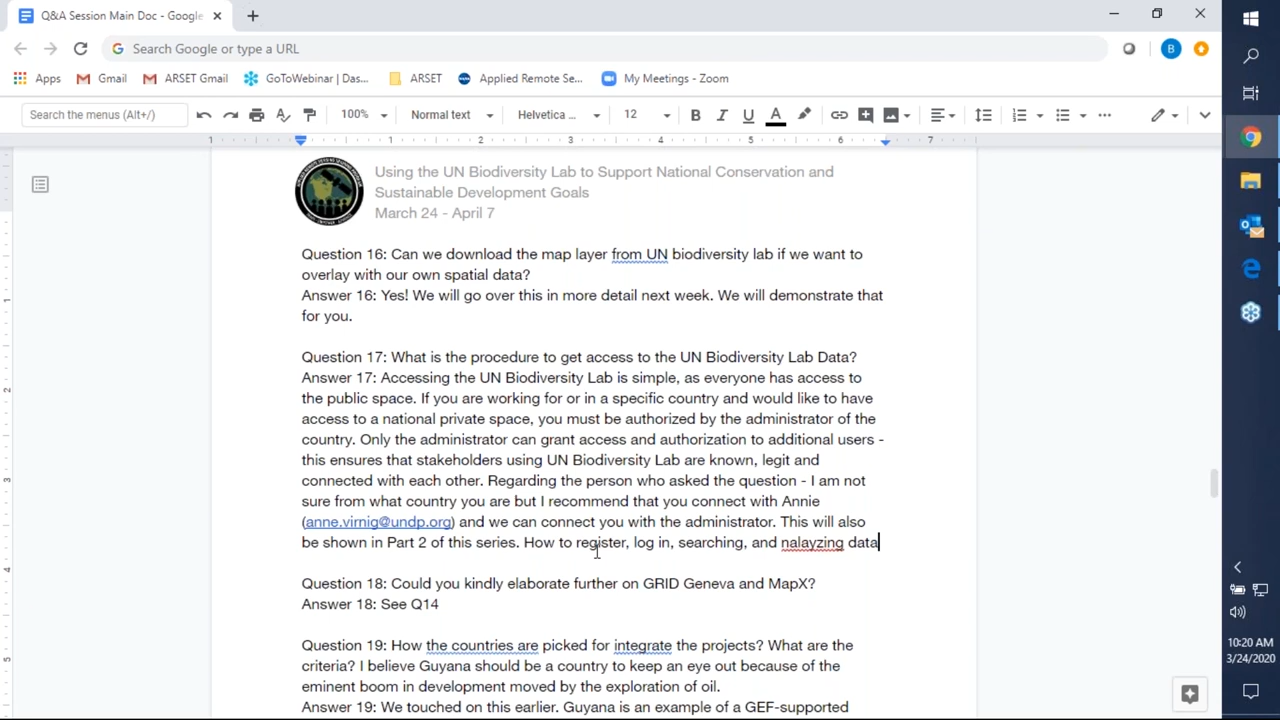 Q&A Session Main Doc - Google
Search Google or type a URL
B
Apps
Gmail
ARSET Gmail
GoToWebinar | Das...
ARSET
Applied Remote Se...
My Meetings - Zoom
Search the menus (Alt+/)
100%
Normal text
Helvetica ...
12
B I U A
1 1 2 3 4 5 6 7
Using the UN Biodiversity Lab to Support National Conservation and
Sustainable Development Goals
March 24 - April 7
Question 16: Can we download the map layer from UN biodiversity lab if we want to
overlay with our own spatial data?
Answer 16: Yes! We will go over this in more detail next week. We will demonstrate that
for you.
Question 17: What is the procedure to get access to the UN Biodiversity Lab Data?
Answer 17: Accessing the UN Biodiversity Lab is simple, as everyone has access to
the public space. If you are working for or in a specific country and would like to have
access to a national private space, you must be authorized by the administrator of the
country. Only the administrator can grant access and authorization to additional users -
this ensures that stakeholders using UN Biodiversity Lab are known, legit and
connected with each other. Regarding the person who asked the question - I am not
sure from what country you are but I recommend that you connect with Annie
(anne.virnig@undp.org) and we can connect you with the administrator. This will also
be shown in Part 2 of this series. How to register, log in, searching, and nalayzing data
Question 18: Could you kindly elaborate further on GRID Geneva and MapX?
Answer 18: See Q14
Question 19: How the countries are picked for integrate the projects? What are the
criteria? I believe Guyana should be a country to keep an eye out because of the
eminent boom in development moved by the exploration of oil.
Answer 19: We touched on this earlier. Guyana is an example of a GEF-supported
1
2
3
4
5
10:20 AM
3/24/2020